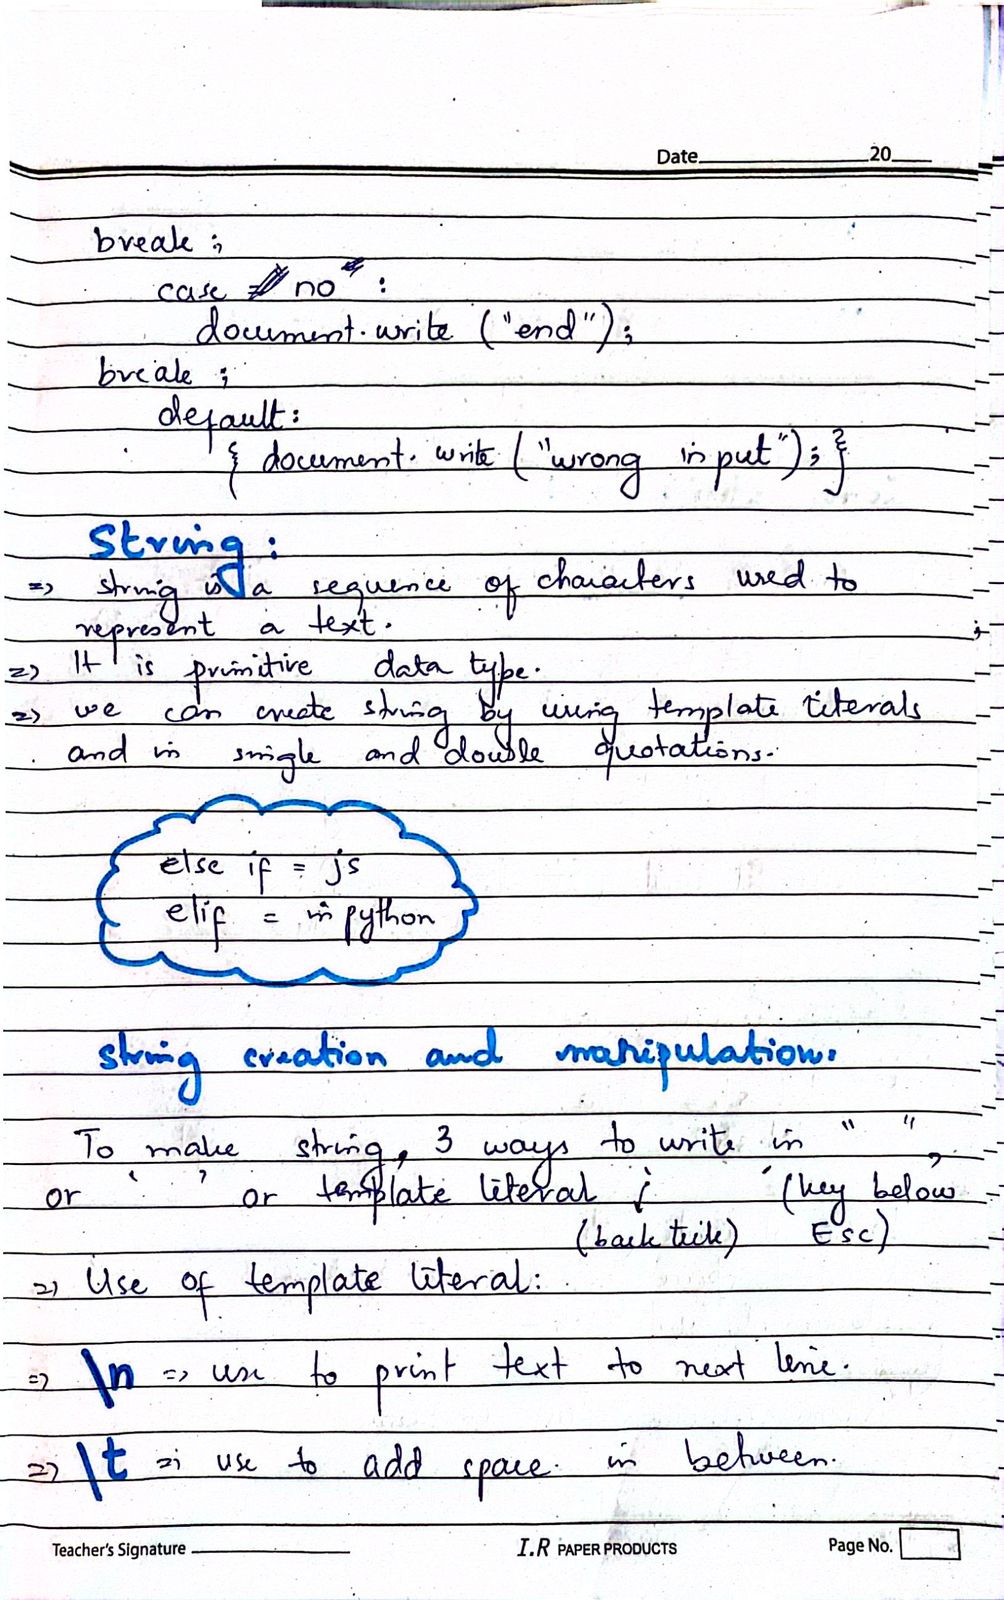 Date 20
break ;
case no :
document.write ("end");
break ;
default:
{ document.write ("wrong input"); }
String:
=> string is a sequence of characters used to
represent a text.
=> It is primitive data type.
=> we can create string by using template literals
and in single and double quotations.
else if = js
elif = in python
string creation and manipulation.
To make string, 3 ways to write in " ",
or ' ' or template literal ` (key below
(back tick) Esc)
=> Use of template literal:
=> \n => use to print text to next line.
=> \t => use to add space in between.
Teacher's Signature I.R PAPER PRODUCTS Page No.